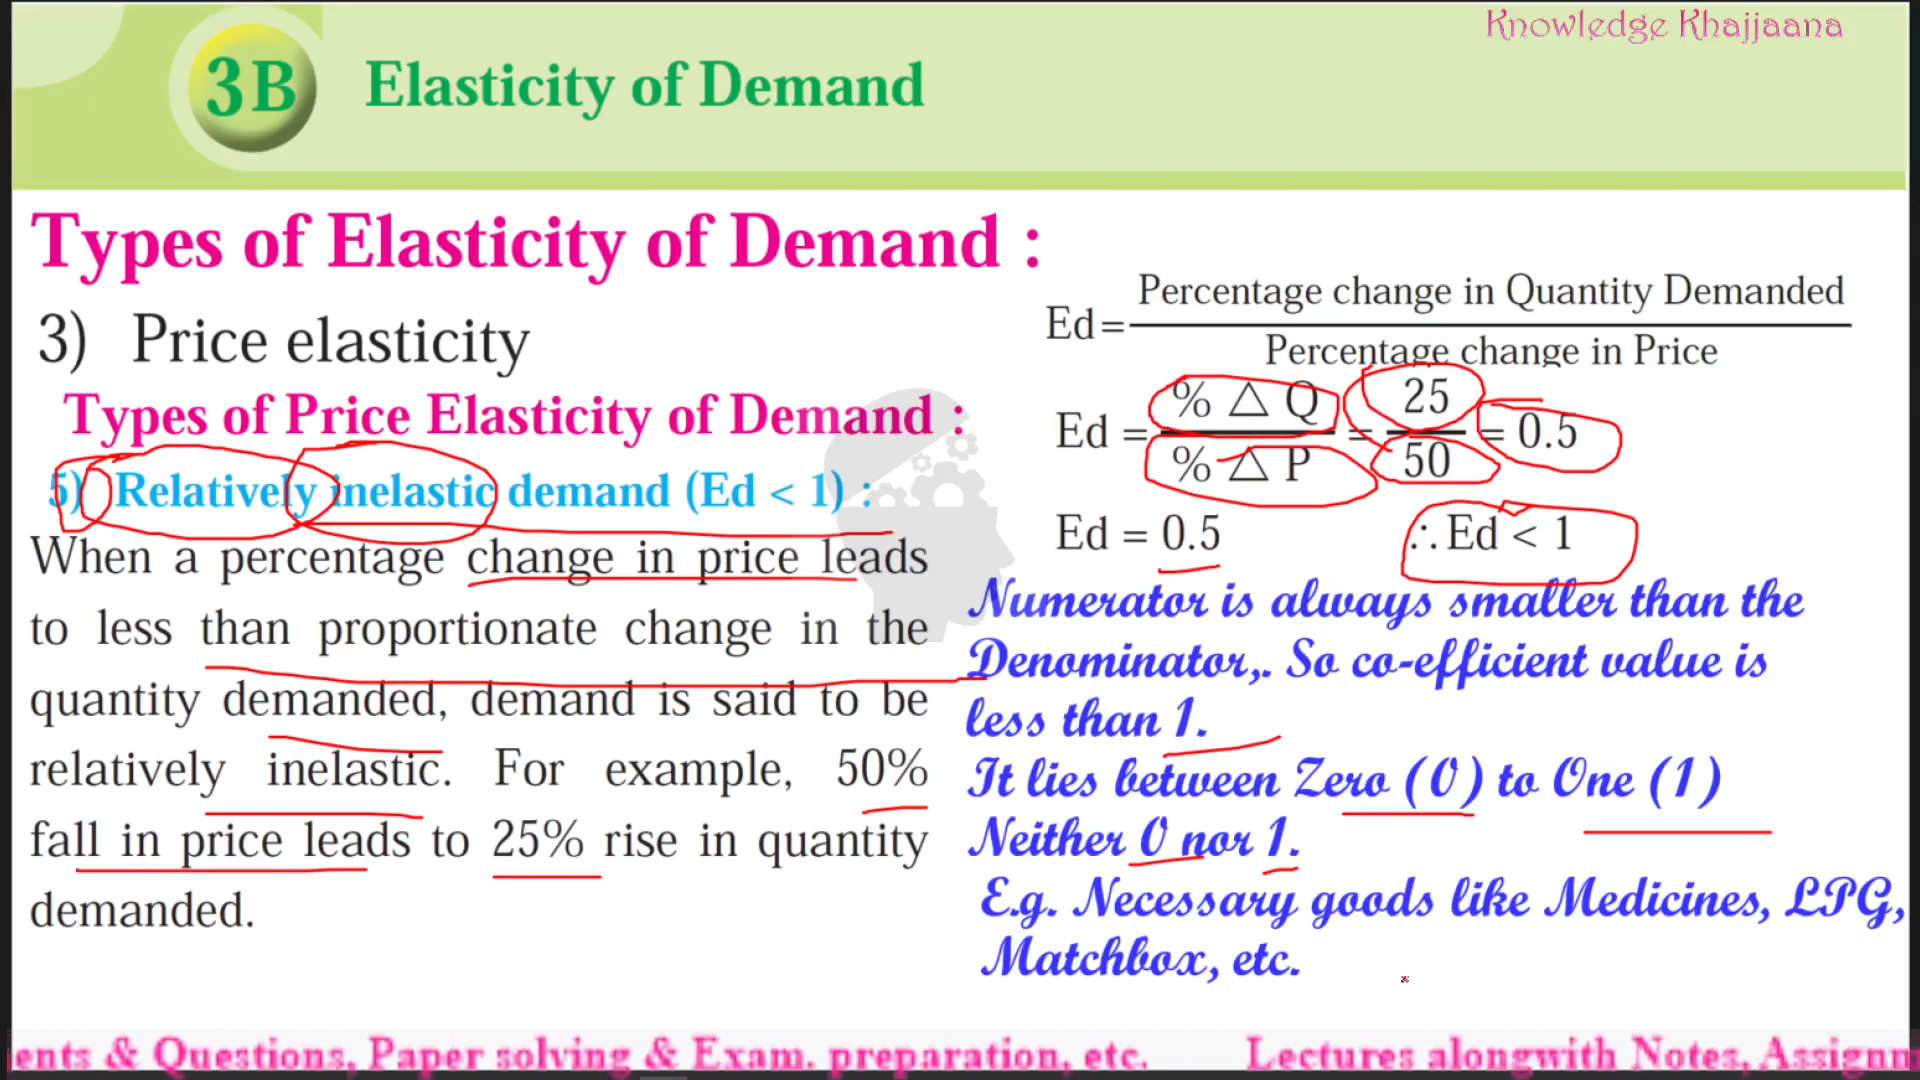 Knowledge Khajjaana
3B Elasticity of Demand
Types of Elasticity of Demand :
3) Price elasticity
Types of Price Elasticity of Demand :
5) Relatively inelastic demand (Ed < 1) :
When a percentage change in price leads
to less than proportionate change in the
quantity demanded, demand is said to be
relatively inelastic. For example, 50%
fall in price leads to 25% rise in quantity
demanded.
Ed = Percentage change in Quantity Demanded
Percentage change in Price
Ed = % △ Q = 25 = 0.5
% △ P 50
Ed = 0.5 ∴ Ed < 1
Numerator is always smaller than the
Denominator,. So co-efficient value is
less than 1.
It lies between Zero (0) to One (1)
Neither 0 nor 1.
E.g. Necessary goods like Medicines, LPG,
Matchbox, etc.
ents & Questions, Paper solving & Exam. preparation, etc. Lectures alongwith Notes, Assignm